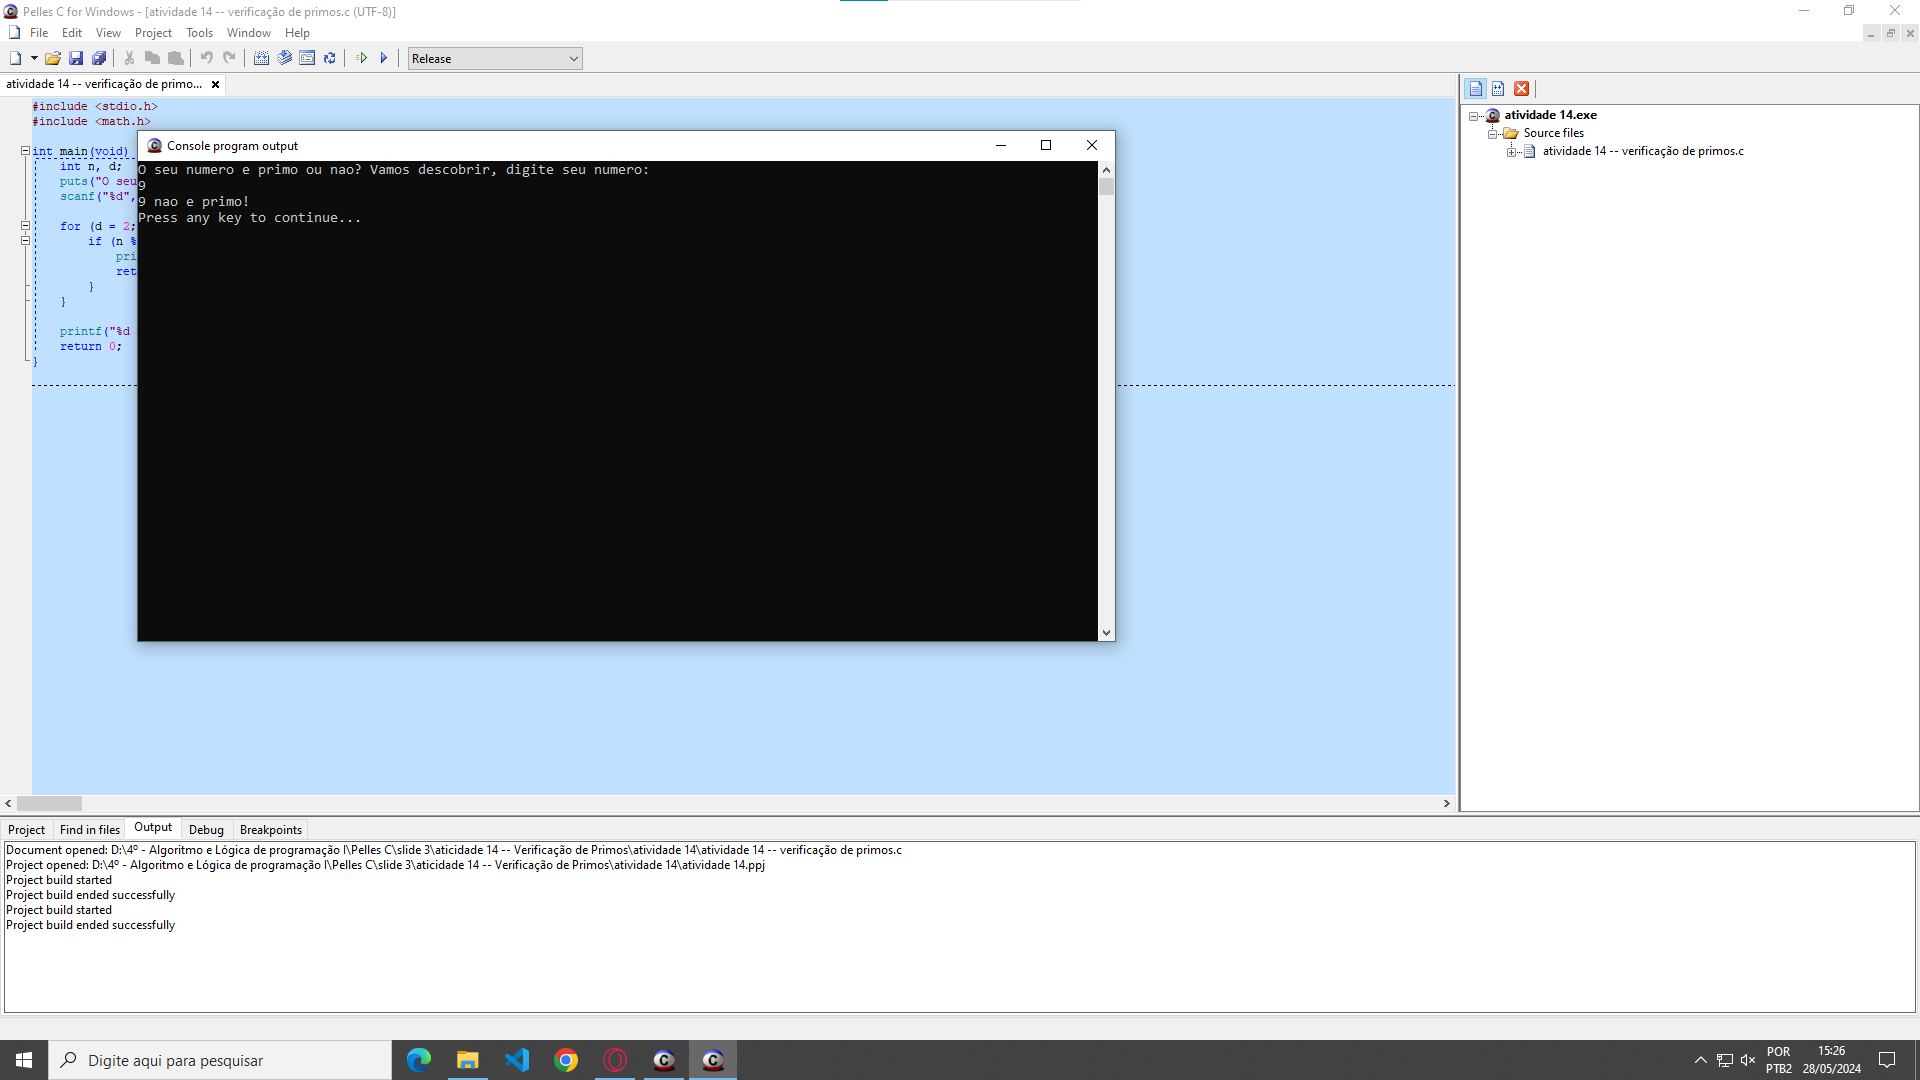 Pelles C for Windows - [atividade 14 -- verificação de primos.c (UTF-8)]
File Edit View Project Tools Window Help
Release
atividade 14 -- verificação de primo...
#include <stdio.h>
#include <math.h>
int main(void)
int n, d;
puts("O seu
scanf("%d",
for (d = 2;
if (n %
pri
ret
}
}
printf("%d
return 0;
}
Console program output
O seu numero e primo ou nao? Vamos descobrir, digite seu numero:
9
9 nao e primo!
Press any key to continue...
atividade 14.exe
Source files
atividade 14 -- verificação de primos.c
Project Find in files Output Debug Breakpoints
Document opened: D:\4º - Algoritmo e Lógica de programação I\Pelles C\slide 3\aticidade 14 -- Verificação de Primos\atividade 14\atividade 14 -- verificação de primos.c
Project opened: D:\4º - Algoritmo e Lógica de programação I\Pelles C\slide 3\aticidade 14 -- Verificação de Primos\atividade 14\atividade 14.ppj
Project build started
Project build ended successfully
Project build started
Project build ended successfully
Digite aqui para pesquisar
POR
PTB2
15:26
28/05/2024